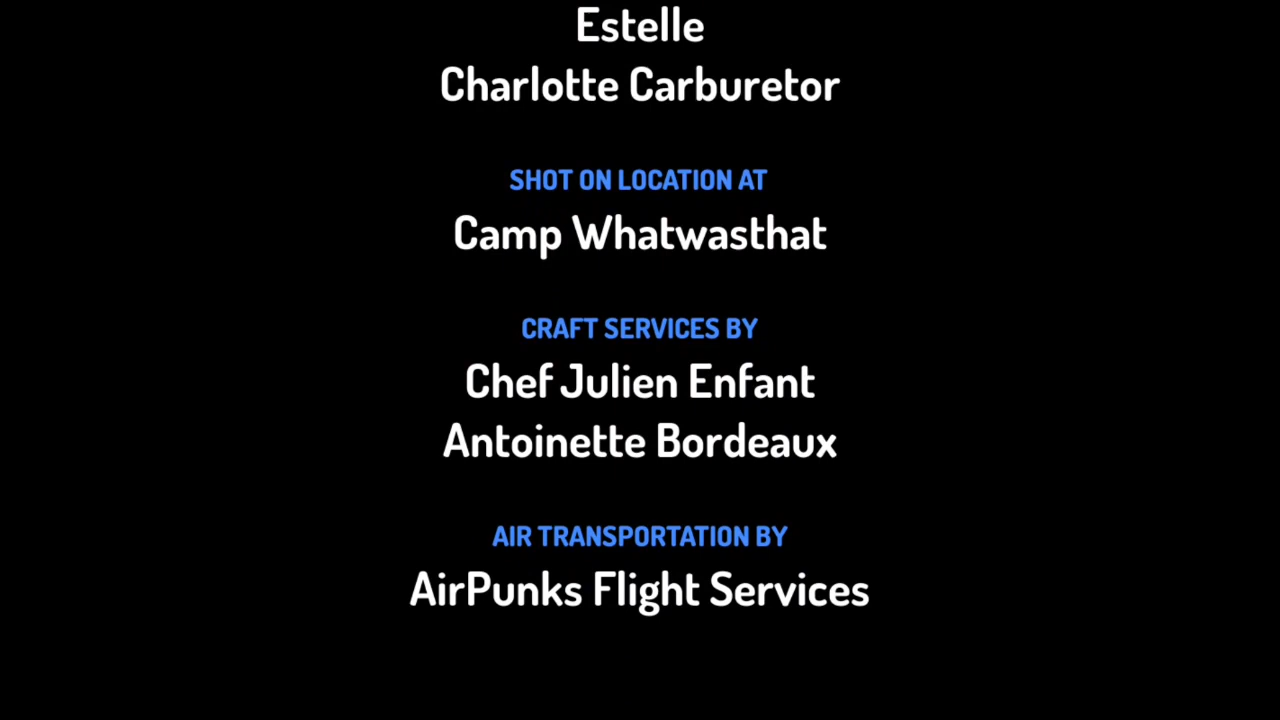 Estelle
Charlotte Carburetor
SHOT ON LOCATION AT
Camp Whatwasthat
CRAFT SERVICES BY
Chef Julien Enfant
Antoinette Bordeaux
AIR TRANSPORTATION BY
AirPunks Flight Services